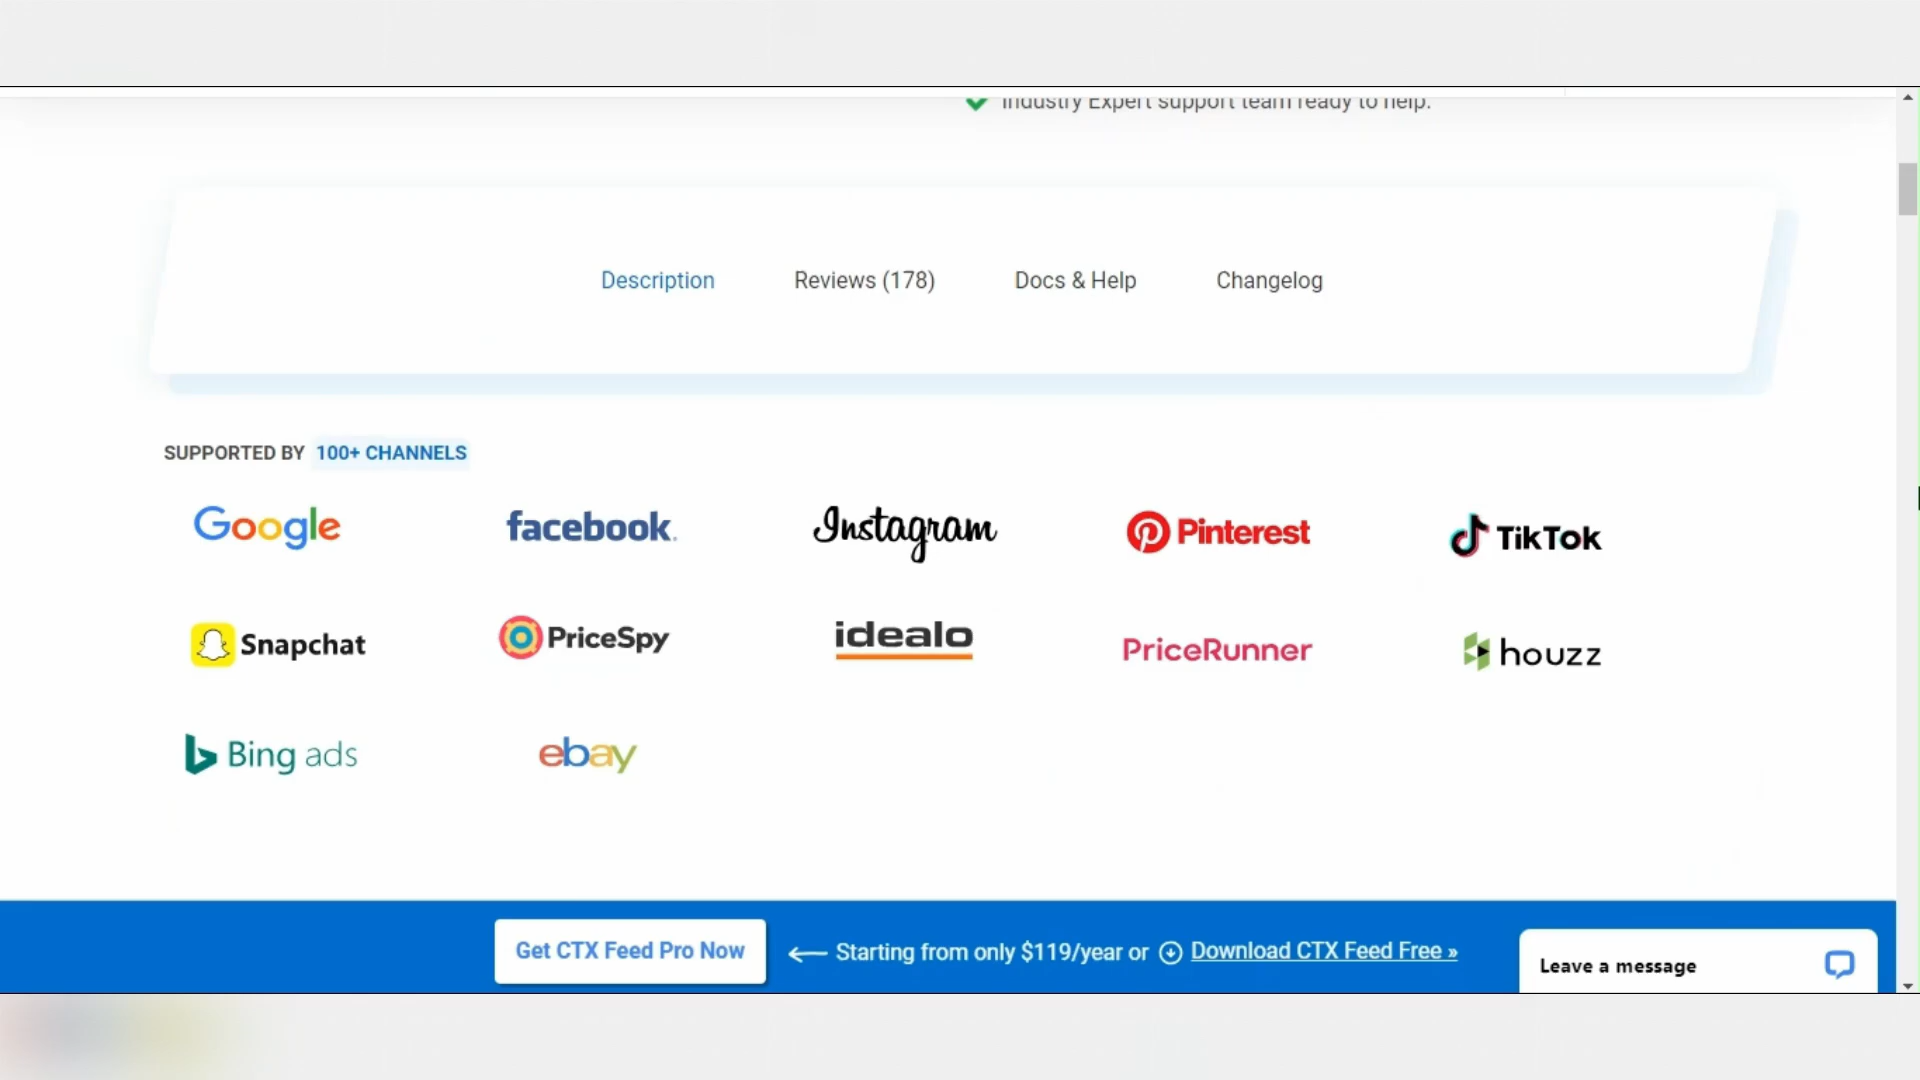 Industry Expert support team ready to help.
Description Reviews (178) Docs & Help Changelog
SUPPORTED BY 100+ CHANNELS
Google facebook. Instagram Pinterest TikTok
Snapchat PriceSpy idealo PriceRunner houzz
Bing ads ebay
Get CTX Feed Pro Now Starting from only $119/year or Download CTX Feed Free »
Leave a message